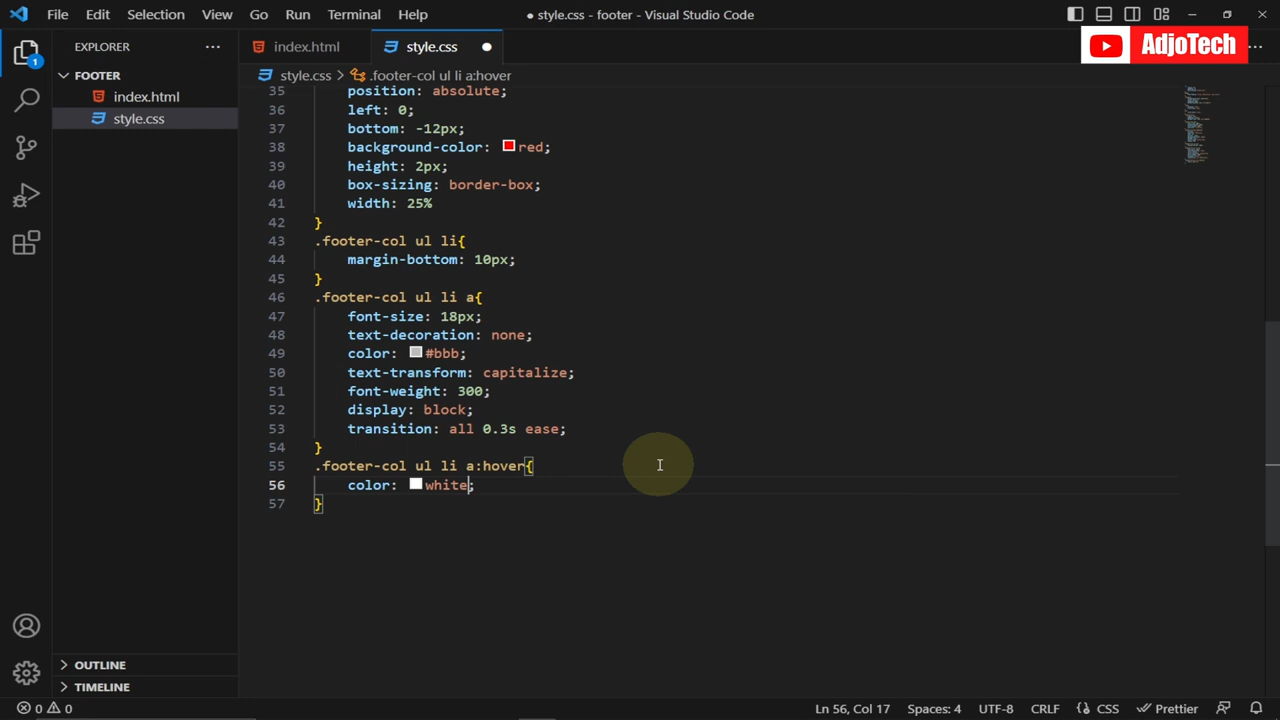 File Edit Selection View Go Run Terminal Help
● style.css - footer - Visual Studio Code
AdjoTech
EXPLORER
index.html
style.css
FOOTER
style.css > .footer-col ul li a:hover
index.html
style.css
1
35 position: absolute;
36 left: 0;
37 bottom: -12px;
38 background-color: red;
39 height: 2px;
40 box-sizing: border-box;
41 width: 25%
42 }
43 .footer-col ul li{
44 margin-bottom: 10px;
45 }
46 .footer-col ul li a{
47 font-size: 18px;
48 text-decoration: none;
49 color: #bbb;
50 text-transform: capitalize;
51 font-weight: 300;
52 display: block;
53 transition: all 0.3s ease;
54 }
55 .footer-col ul li a:hover{
56 color: white;
57 }
OUTLINE
TIMELINE
0 0
Ln 56, Col 17 Spaces: 4 UTF-8 CRLF {} CSS Prettier